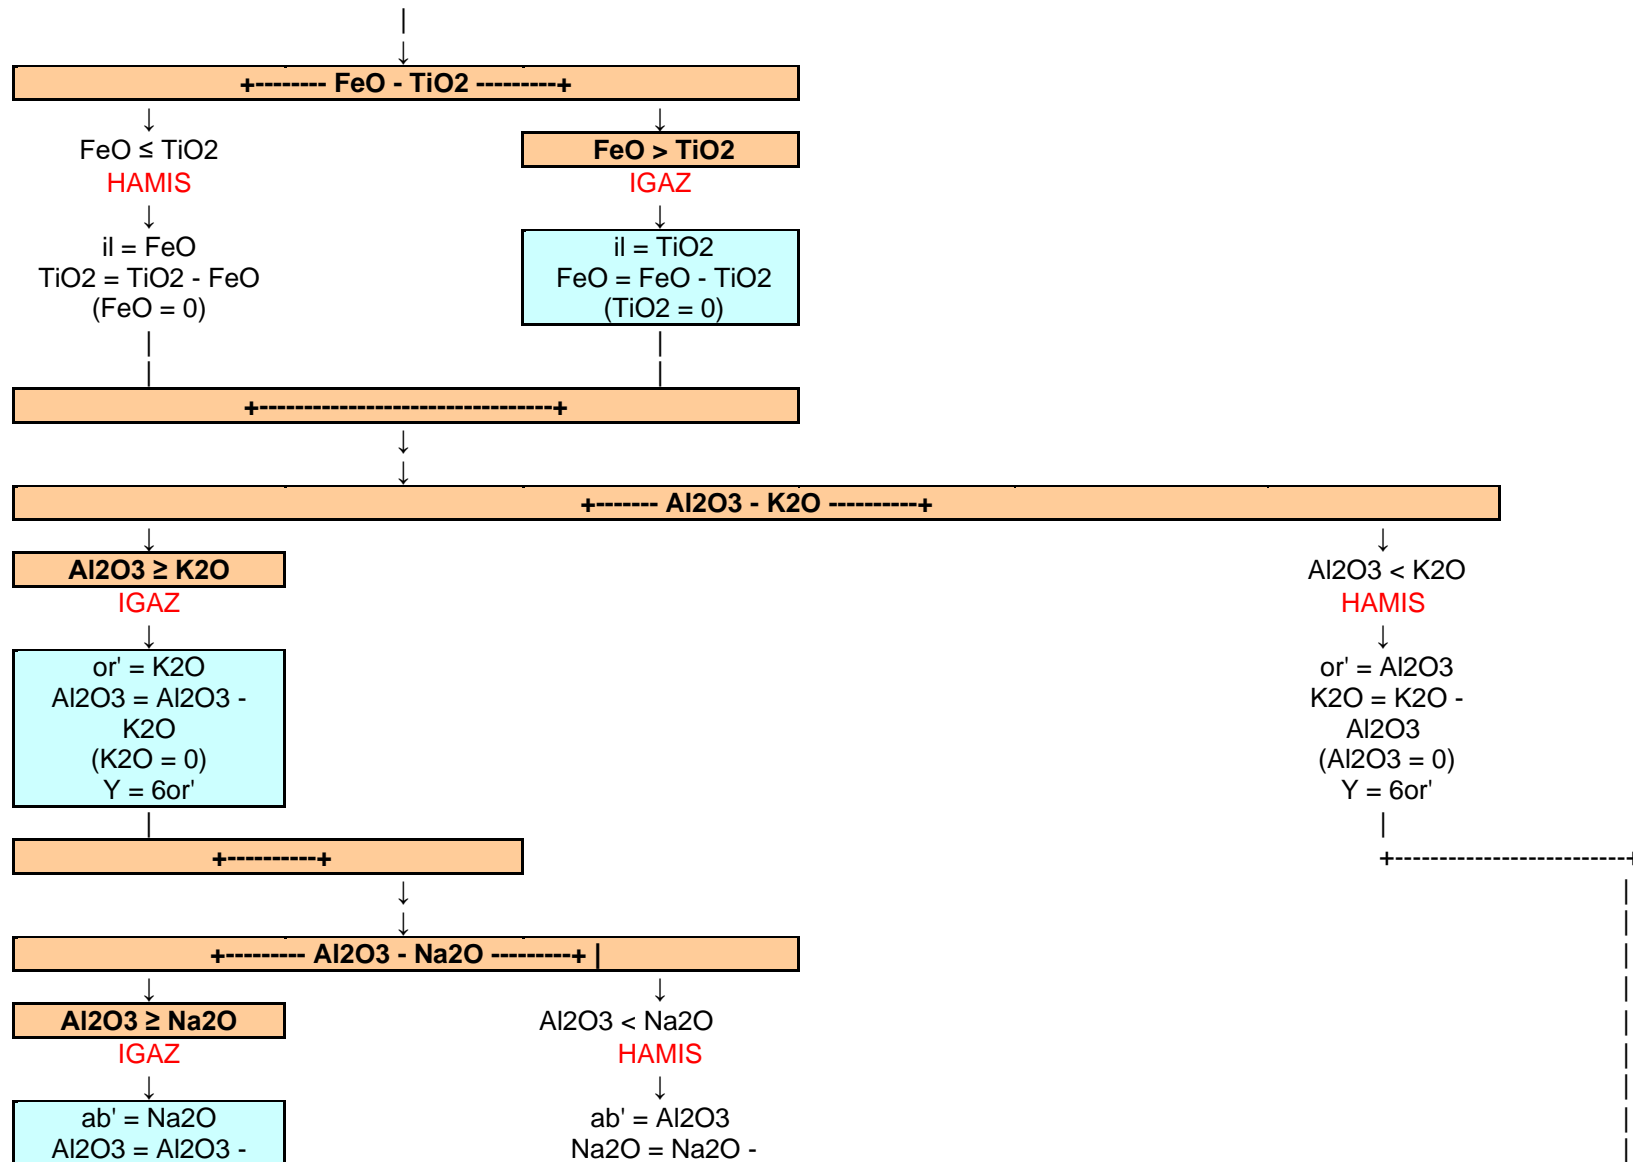 |
↓
+-------- FeO - TiO2 ---------+
↓ ↓
FeO ≤ TiO2 FeO > TiO2
HAMIS IGAZ
↓ ↓
il = FeO il = TiO2
TiO2 = TiO2 - FeO FeO = FeO - TiO2
(FeO = 0) (TiO2 = 0)
| |
| |
+---------------------------------+
↓
↓
+------- Al2O3 - K2O ----------+
↓ ↓
Al2O3 ≥ K2O Al2O3 < K2O
IGAZ HAMIS
↓ ↓
or' = K2O or' = Al2O3
Al2O3 = Al2O3 - K2O = K2O -
K2O Al2O3
(K2O = 0) (Al2O3 = 0)
Y = 6or' Y = 6or'
| |
+----------+ +---------------------------+
↓ |
↓ |
+--------- Al2O3 - Na2O ---------+ | |
↓ ↓ |
Al2O3 ≥ Na2O Al2O3 < Na2O |
IGAZ HAMIS |
↓ ↓ |
ab' = Na2O ab' = Al2O3 |
Al2O3 = Al2O3 - Na2O = Na2O - |